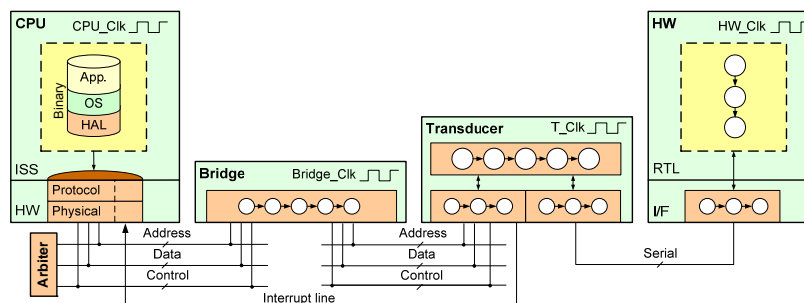 CPU
CPU_Clk
Binary
App.
OS
HAL
ISS
Protocol
HW
Physical
Bridge
Bridge_Clk
Transducer
T_Clk
HW
HW_Clk
RTL
I/F
Arbiter
Address
Data
Control
Address
Data
Control
Interrupt line
Serial